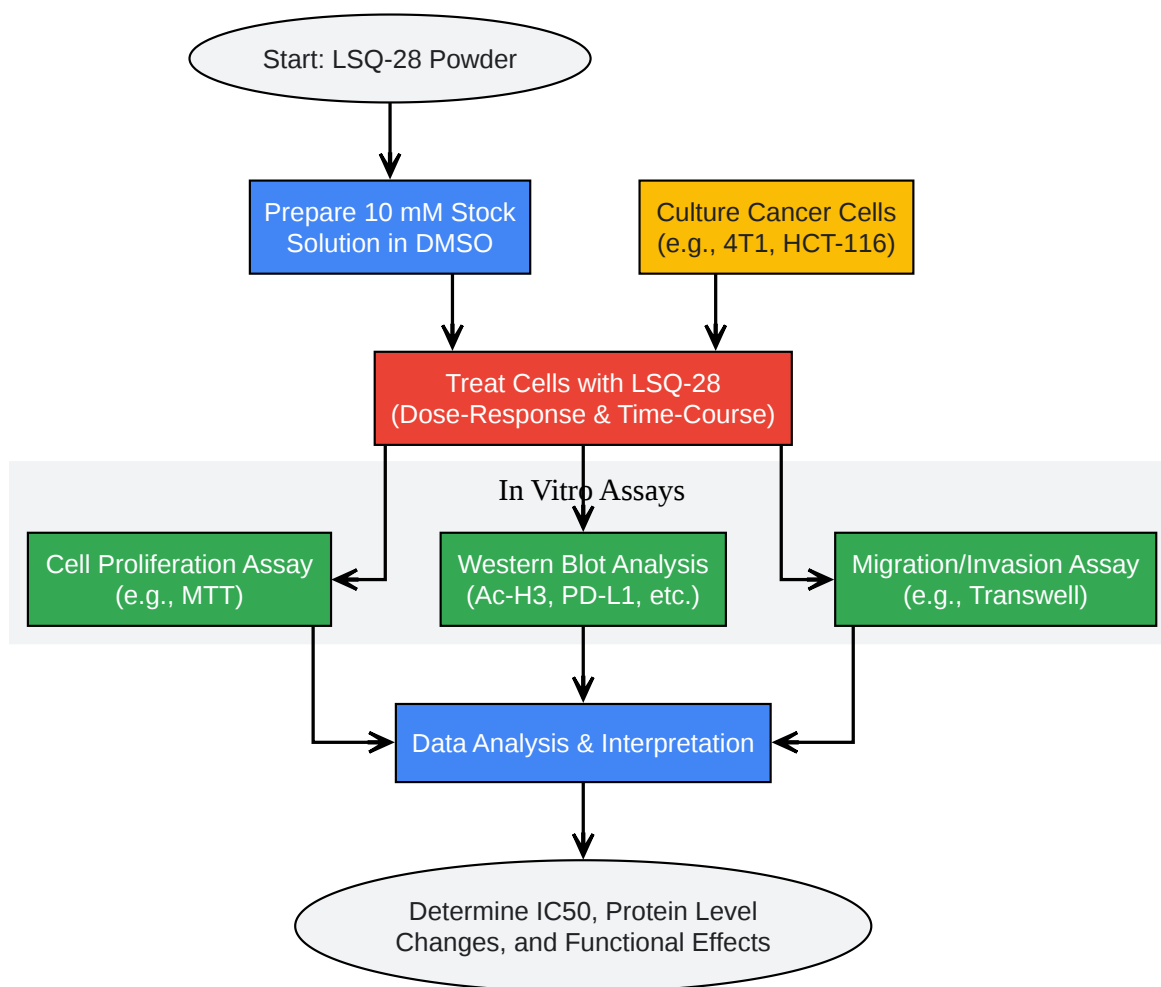 Start: LSQ-28 Powder
Prepare 10 mM Stock
Solution in DMSO
Culture Cancer Cells
(e.g., 4T1, HCT-116)
Treat Cells with LSQ-28
(Dose-Response & Time-Course)
In Vitro Assays
Cell Proliferation Assay
(e.g., MTT)
Western Blot Analysis
(Ac-H3, PD-L1, etc.)
Migration/Invasion Assay
(e.g., Transwell)
Data Analysis & Interpretation
Determine IC50, Protein Level
Changes, and Functional Effects